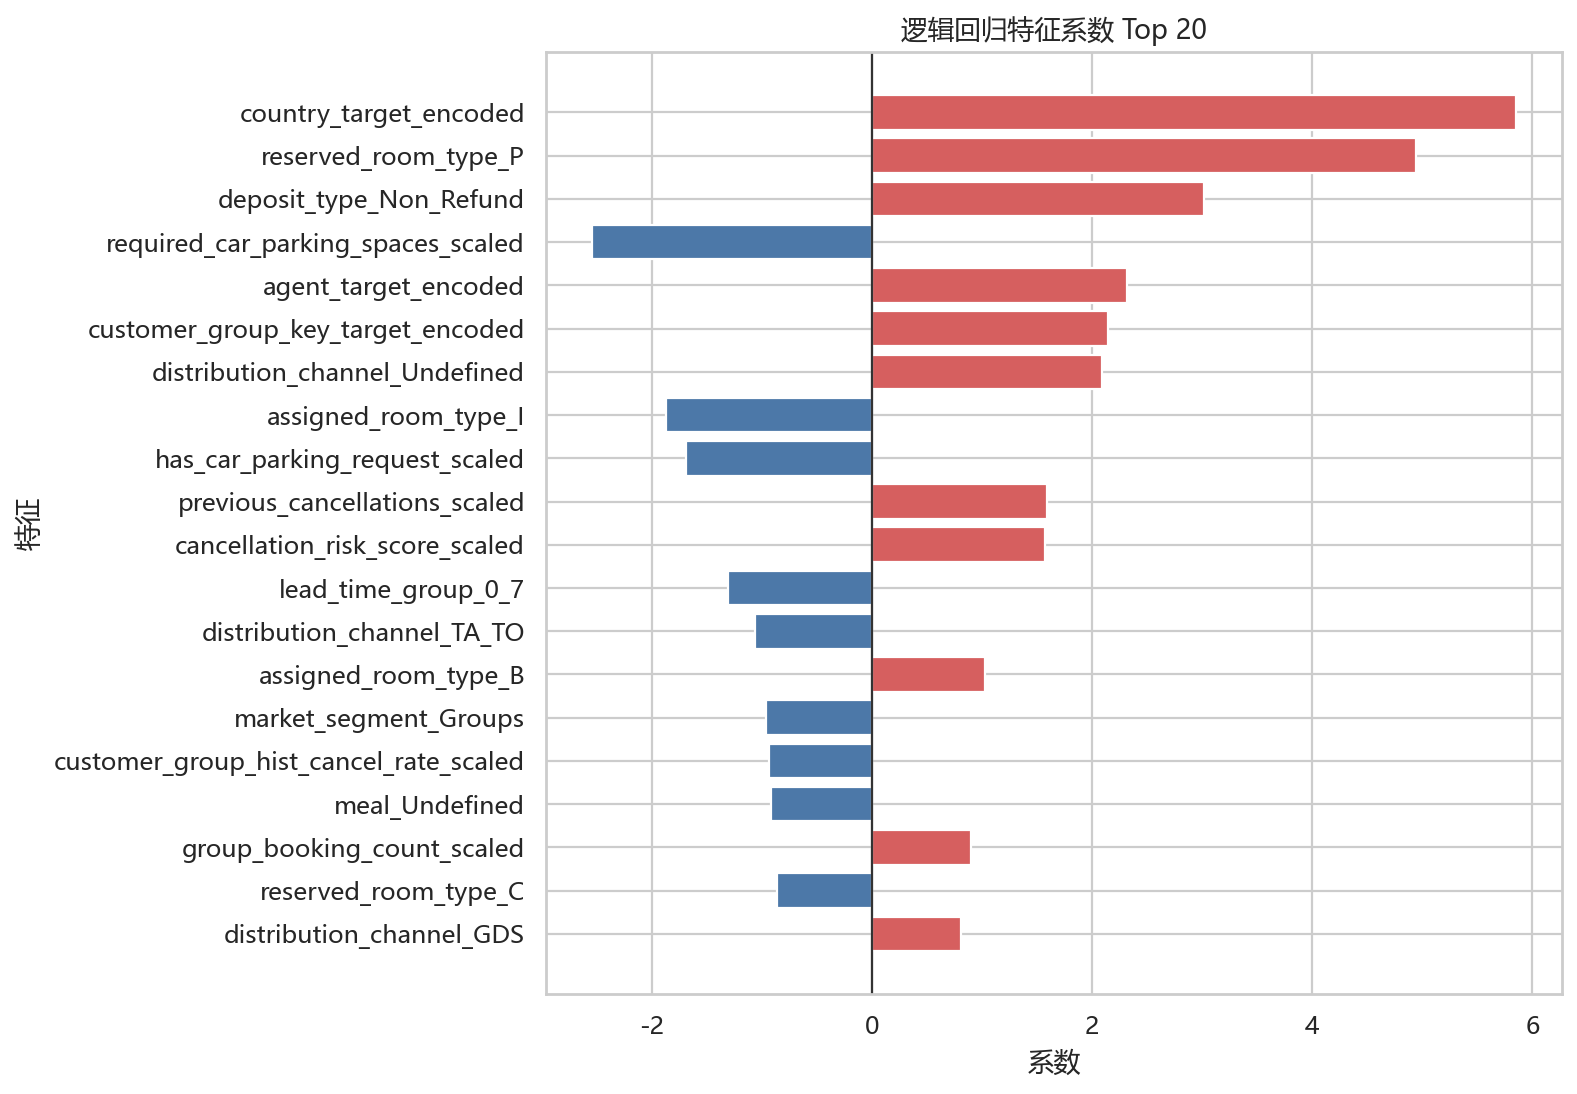 逻辑回归特征系数 Top 20
country_target_encoded
reserved_room_type_P
deposit_type_Non_Refund
required_car_parking_spaces_scaled
agent_target_encoded
customer_group_key_target_encoded
distribution_channel_Undefined
assigned_room_type_I
has_car_parking_request_scaled
previous_cancellations_scaled
cancellation_risk_score_scaled
lead_time_group_0_7
distribution_channel_TA_TO
assigned_room_type_B
market_segment_Groups
customer_group_hist_cancel_rate_scaled
meal_Undefined
group_booking_count_scaled
reserved_room_type_C
distribution_channel_GDS
特征
-2 0 2 4 6
系数